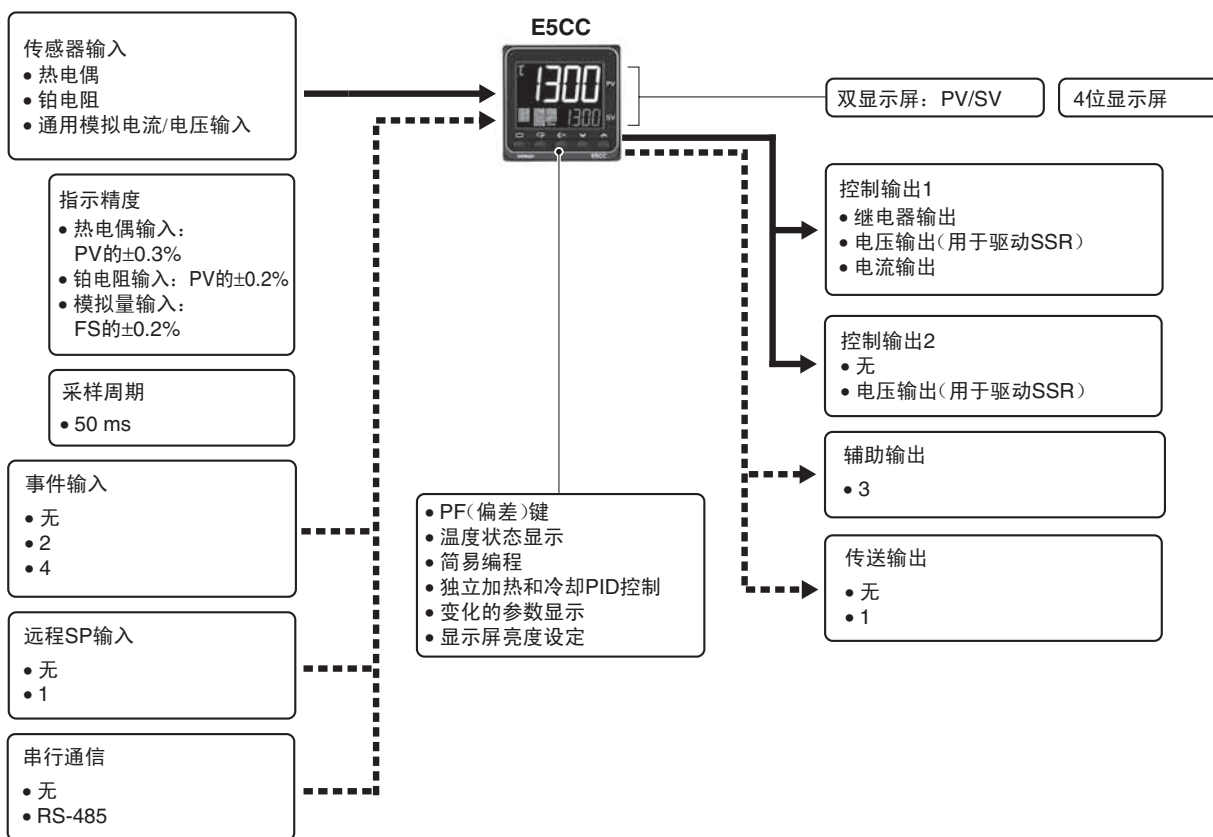 E5CC
传感器输入
• 热电偶
• 铂电阻
• 通用模拟电流/电压输入
指示精度
• 热电偶输入：
PV的±0.3%
• 铂电阻输入：PV的±0.2%
• 模拟量输入：
FS的±0.2%
采样周期
• 50 ms
事件输入
• 无
• 2
• 4
远程SP输入
• 无
• 1
串行通信
• 无
• RS-485
1300
PV
1300
SV
E5CC
• PF（偏差）键
• 温度状态显示
• 简易编程
• 独立加热和冷却PID控制
• 变化的参数显示
• 显示屏亮度设定
双显示屏：PV/SV
4位显示屏
控制输出1
• 继电器输出
• 电压输出（用于驱动SSR）
• 电流输出
控制输出2
• 无
• 电压输出（用于驱动SSR）
辅助输出
• 3
传送输出
• 无
• 1